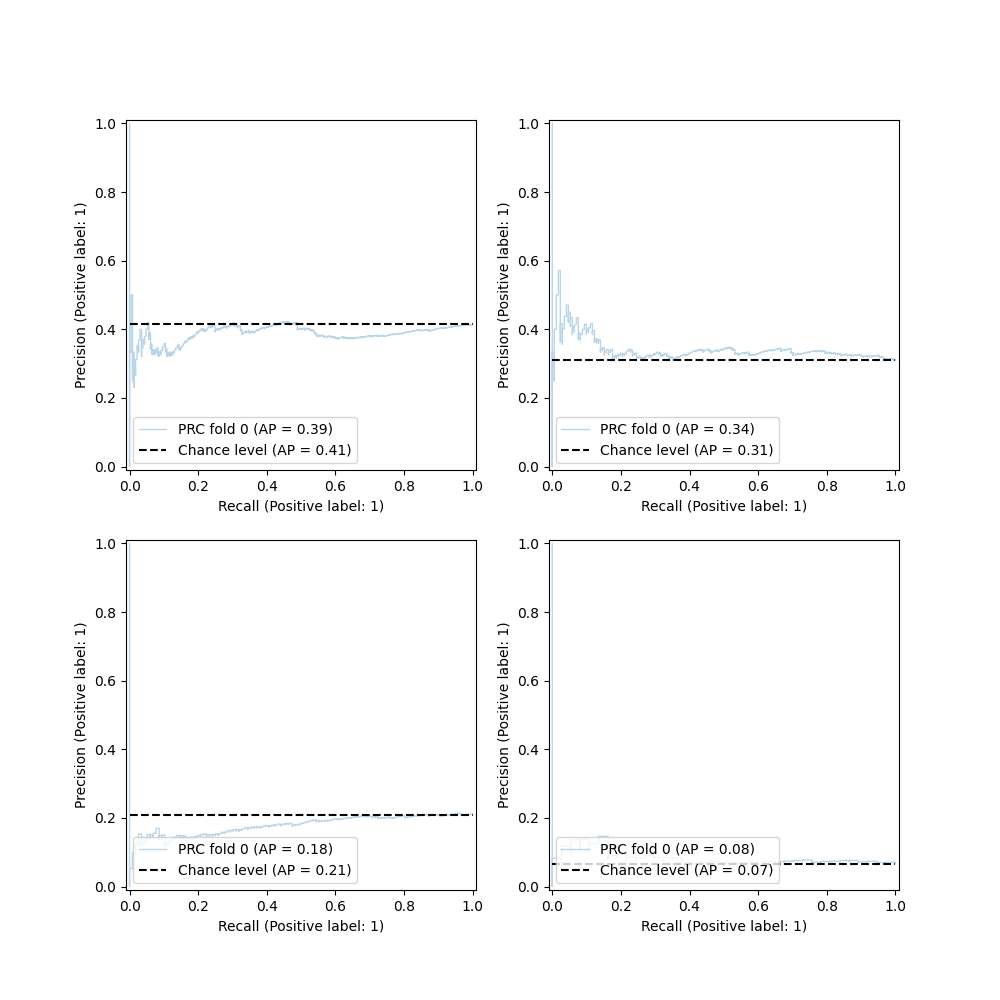 1.0
0.8
0.6
0.4
0.2
0.0
Precision (Positive label: 1)
PRC fold 0 (AP = 0.39)
Chance level (AP = 0.41)
0.0 0.2 0.4 0.6 0.8 1.0
Recall (Positive label: 1)
1.0
0.8
0.6
0.4
0.2
0.0
Precision (Positive label: 1)
PRC fold 0 (AP = 0.34)
Chance level (AP = 0.31)
0.0 0.2 0.4 0.6 0.8 1.0
Recall (Positive label: 1)
1.0
0.8
0.6
0.4
0.2
0.0
Precision (Positive label: 1)
PRC fold 0 (AP = 0.18)
Chance level (AP = 0.21)
0.0 0.2 0.4 0.6 0.8 1.0
Recall (Positive label: 1)
1.0
0.8
0.6
0.4
0.2
0.0
Precision (Positive label: 1)
PRC fold 0 (AP = 0.08)
Chance level (AP = 0.07)
0.0 0.2 0.4 0.6 0.8 1.0
Recall (Positive label: 1)